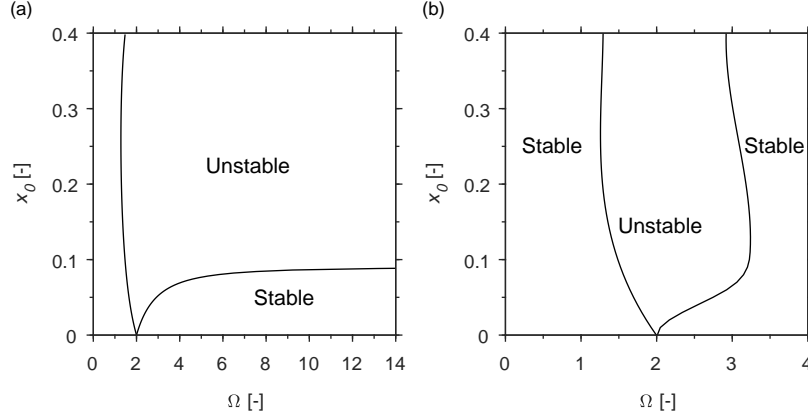 (a)
0.4
0.3
0.2
0.1
0
x0 [-]
Unstable
Stable
0 2 4 6 8 10 12 14
Ω [-]
(b)
0.4
0.3
0.2
0.1
0
x0 [-]
Stable
Unstable
Stable
0 1 2 3 4
Ω [-]